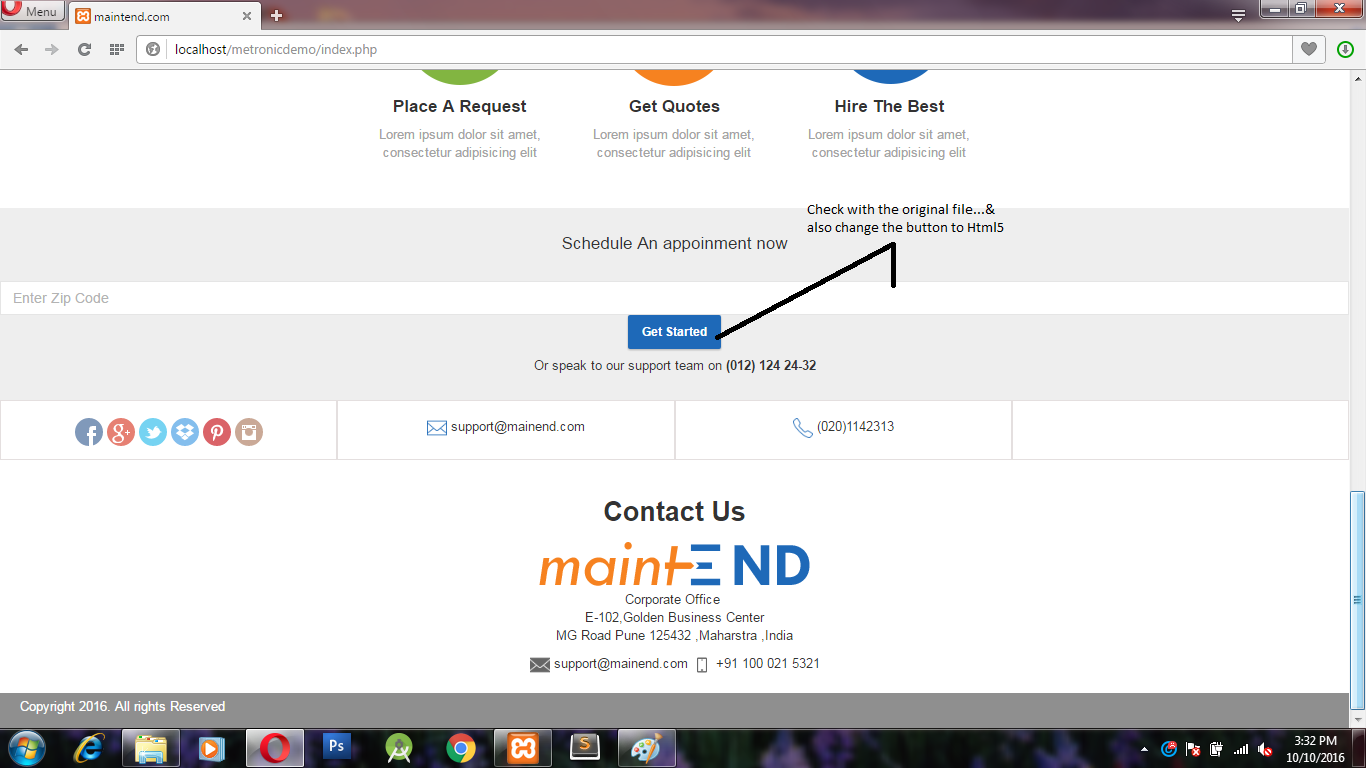 Menu
maintend.com
localhost/metronicdemo/index.php
Place A Request
Get Quotes
Hire The Best
Lorem ipsum dolor sit amet,
consectetur adipisicing elit
Lorem ipsum dolor sit amet,
consectetur adipisicing elit
Lorem ipsum dolor sit amet,
consectetur adipisicing elit
Check with the original file...&
also change the button to Html5
Schedule An appoinment now
Enter Zip Code
Get Started
Or speak to our support team on (012) 124 24-32
support@mainend.com
(020)1142313
Contact Us
maintEND
Corporate Office
E-102,Golden Business Center
MG Road Pune 125432 ,Maharstra ,India
support@mainend.com
+91 100 021 5321
Copyright 2016. All rights Reserved
Ps
3:32 PM
10/10/2016